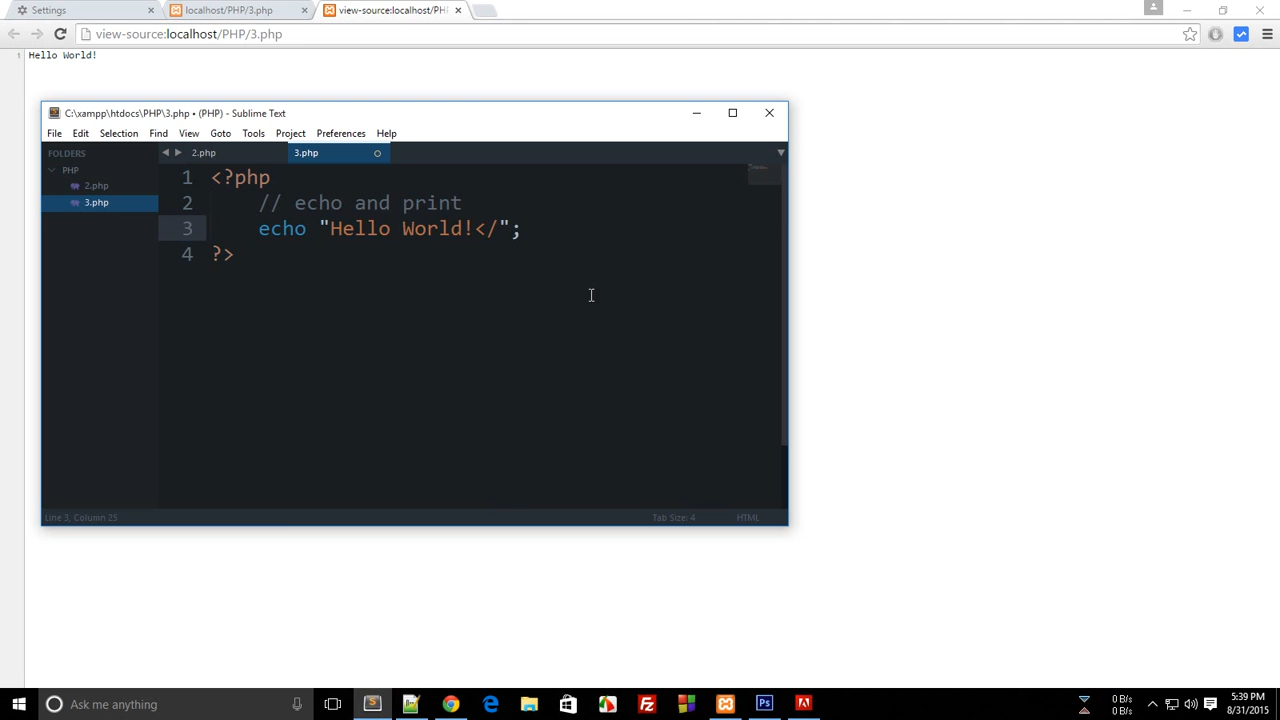 Settings
localhost/PHP/3.php
view-source:localhost/PHP
view-source:localhost/PHP/3.php
1 Hello World!
C:\xampp\htdocs\PHP\3.php • (PHP) - Sublime Text
File Edit Selection Find View Goto Tools Project Preferences Help
FOLDERS
PHP
2.php
3.php
2.php 3.php
1 <?php
2 // echo and print
3 echo "Hello World!</";
4 ?>
Line 3, Column 25 Tab Size: 4 HTML
Ask me anything
0 B/s
0 B/s
5:39 PM
8/31/2015